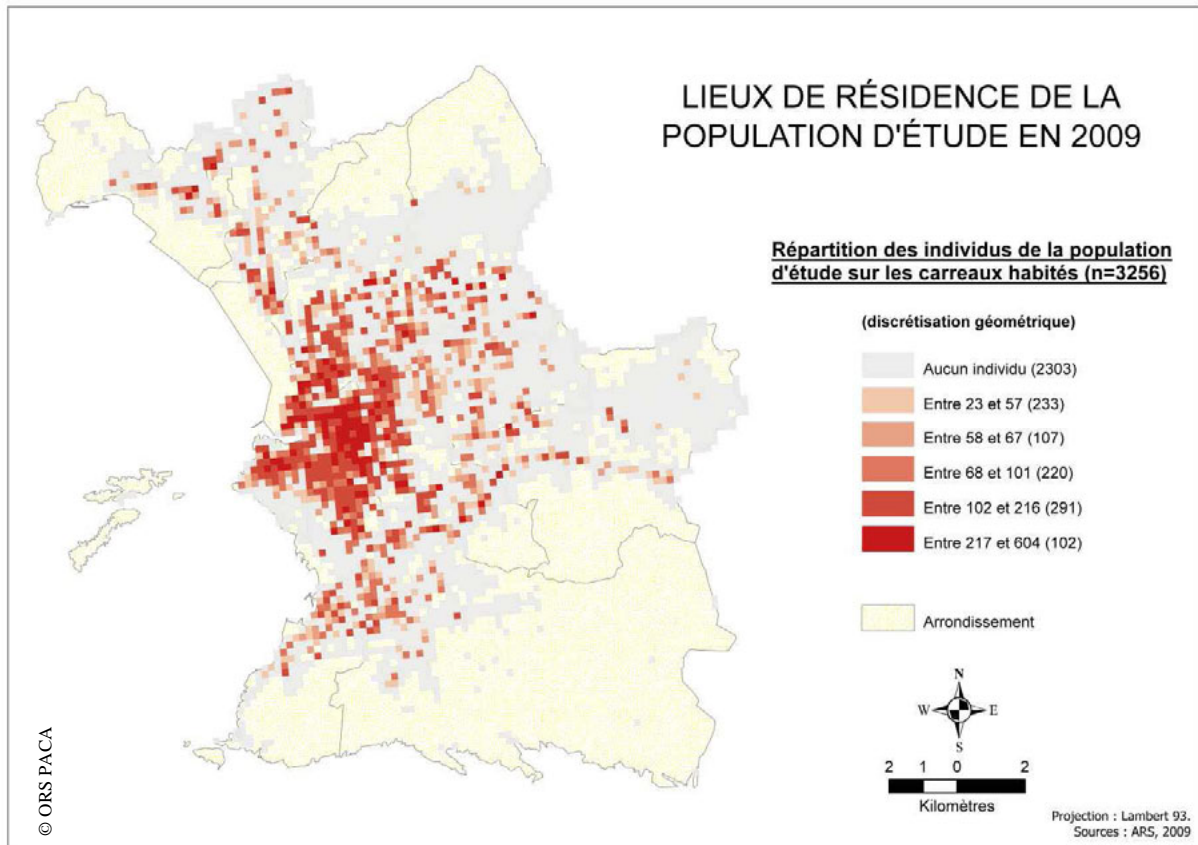 LIEUX DE RÉSIDENCE DE LA
POPULATION D'ÉTUDE EN 2009
Répartition des individus de la population
d'étude sur les carreaux habités (n=3256)
(discrétisation géométrique)
Aucun individu (2303)
Entre 23 et 57 (233)
Entre 58 et 67 (107)
Entre 68 et 101 (220)
Entre 102 et 216 (291)
Entre 217 et 604 (102)
Arrondissement
N
W E
S
2 1 0 2
Kilomètres
Projection : Lambert 93.
Sources : ARS, 2009
© ORS PACA